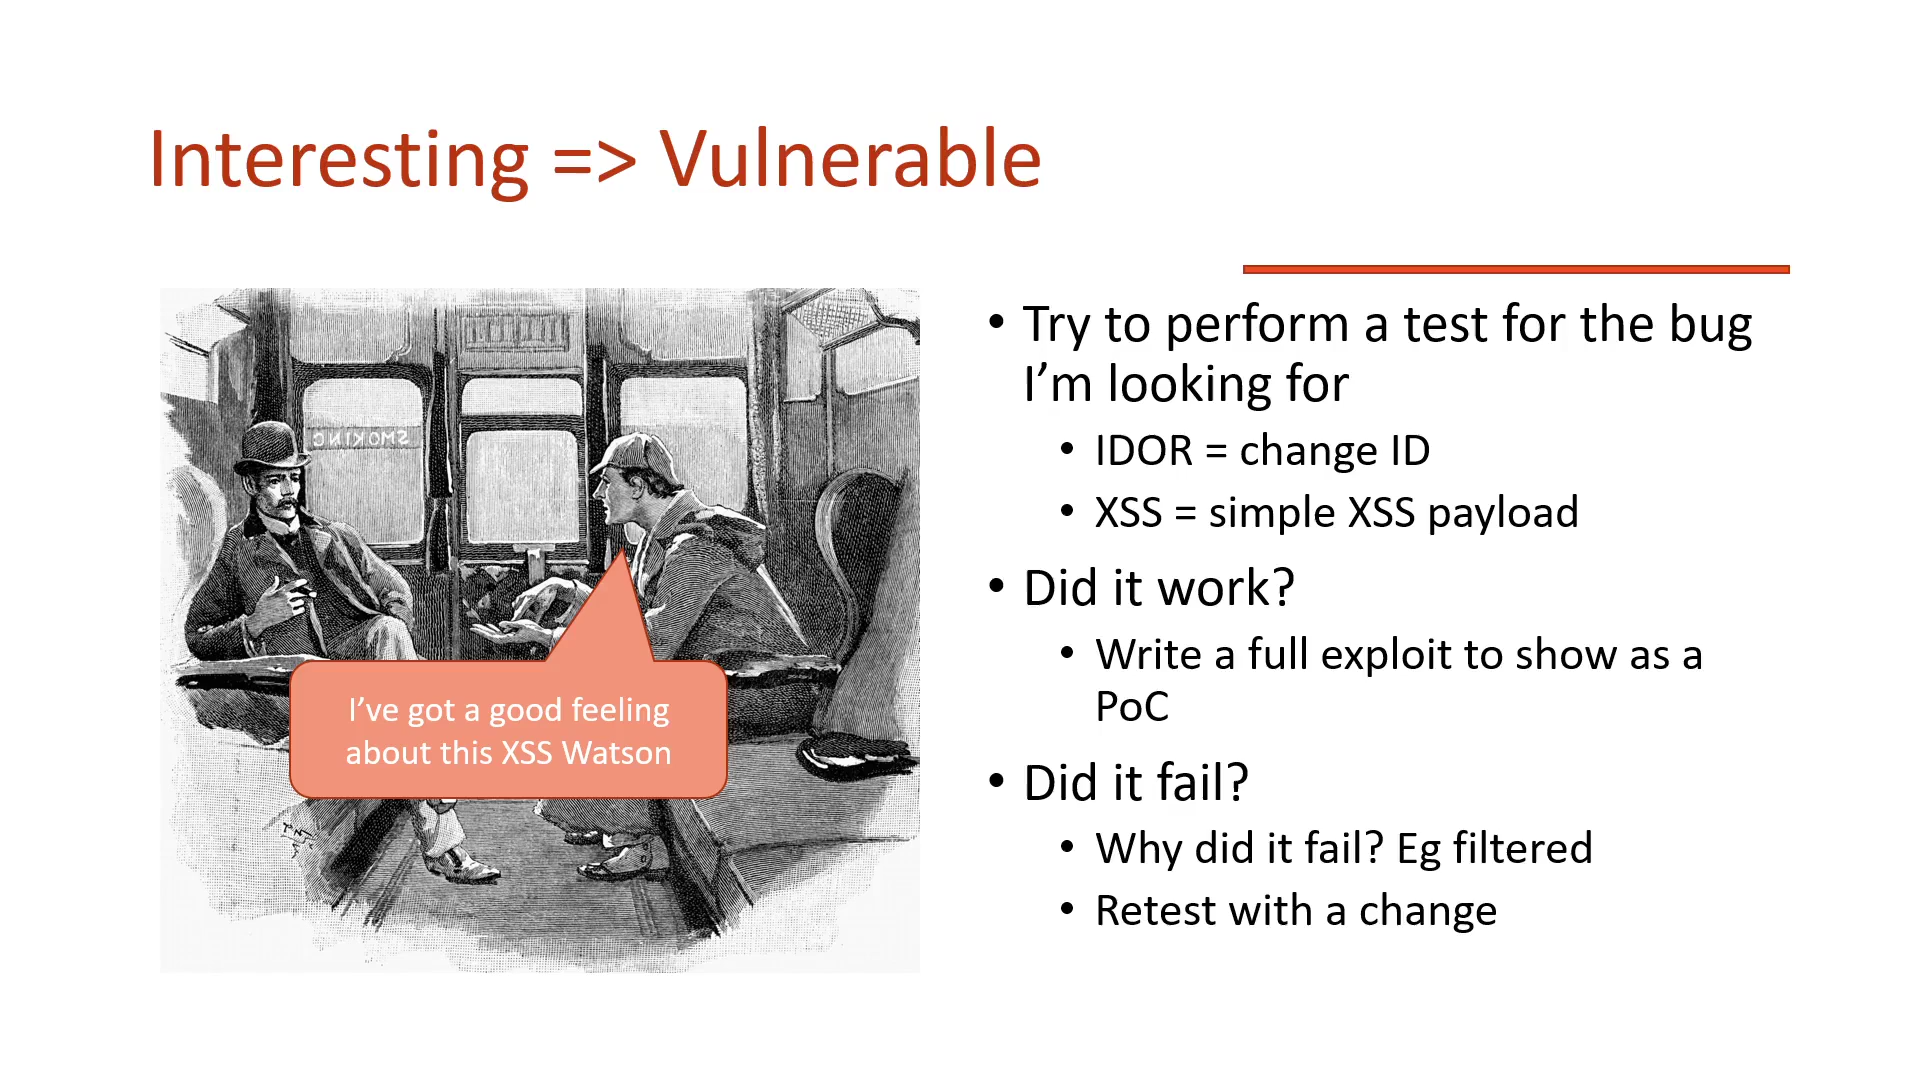 Interesting => Vulnerable
SMOKING
I’ve got a good feeling
about this XSS Watson
• Try to perform a test for the bug
I’m looking for
• IDOR = change ID
• XSS = simple XSS payload
• Did it work?
• Write a full exploit to show as a
PoC
• Did it fail?
• Why did it fail? Eg filtered
• Retest with a change